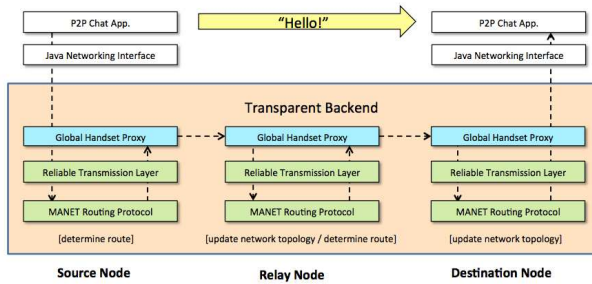 P2P Chat App.
“Hello!”
P2P Chat App.
Java Networking Interface
Java Networking Interface
Transparent Backend
Global Handset Proxy
Global Handset Proxy
Global Handset Proxy
Reliable Transmission Layer
Reliable Transmission Layer
Reliable Transmission Layer
MANET Routing Protocol
MANET Routing Protocol
MANET Routing Protocol
[determine route]
[update network topology / determine route]
[update network topology]
Source Node
Relay Node
Destination Node